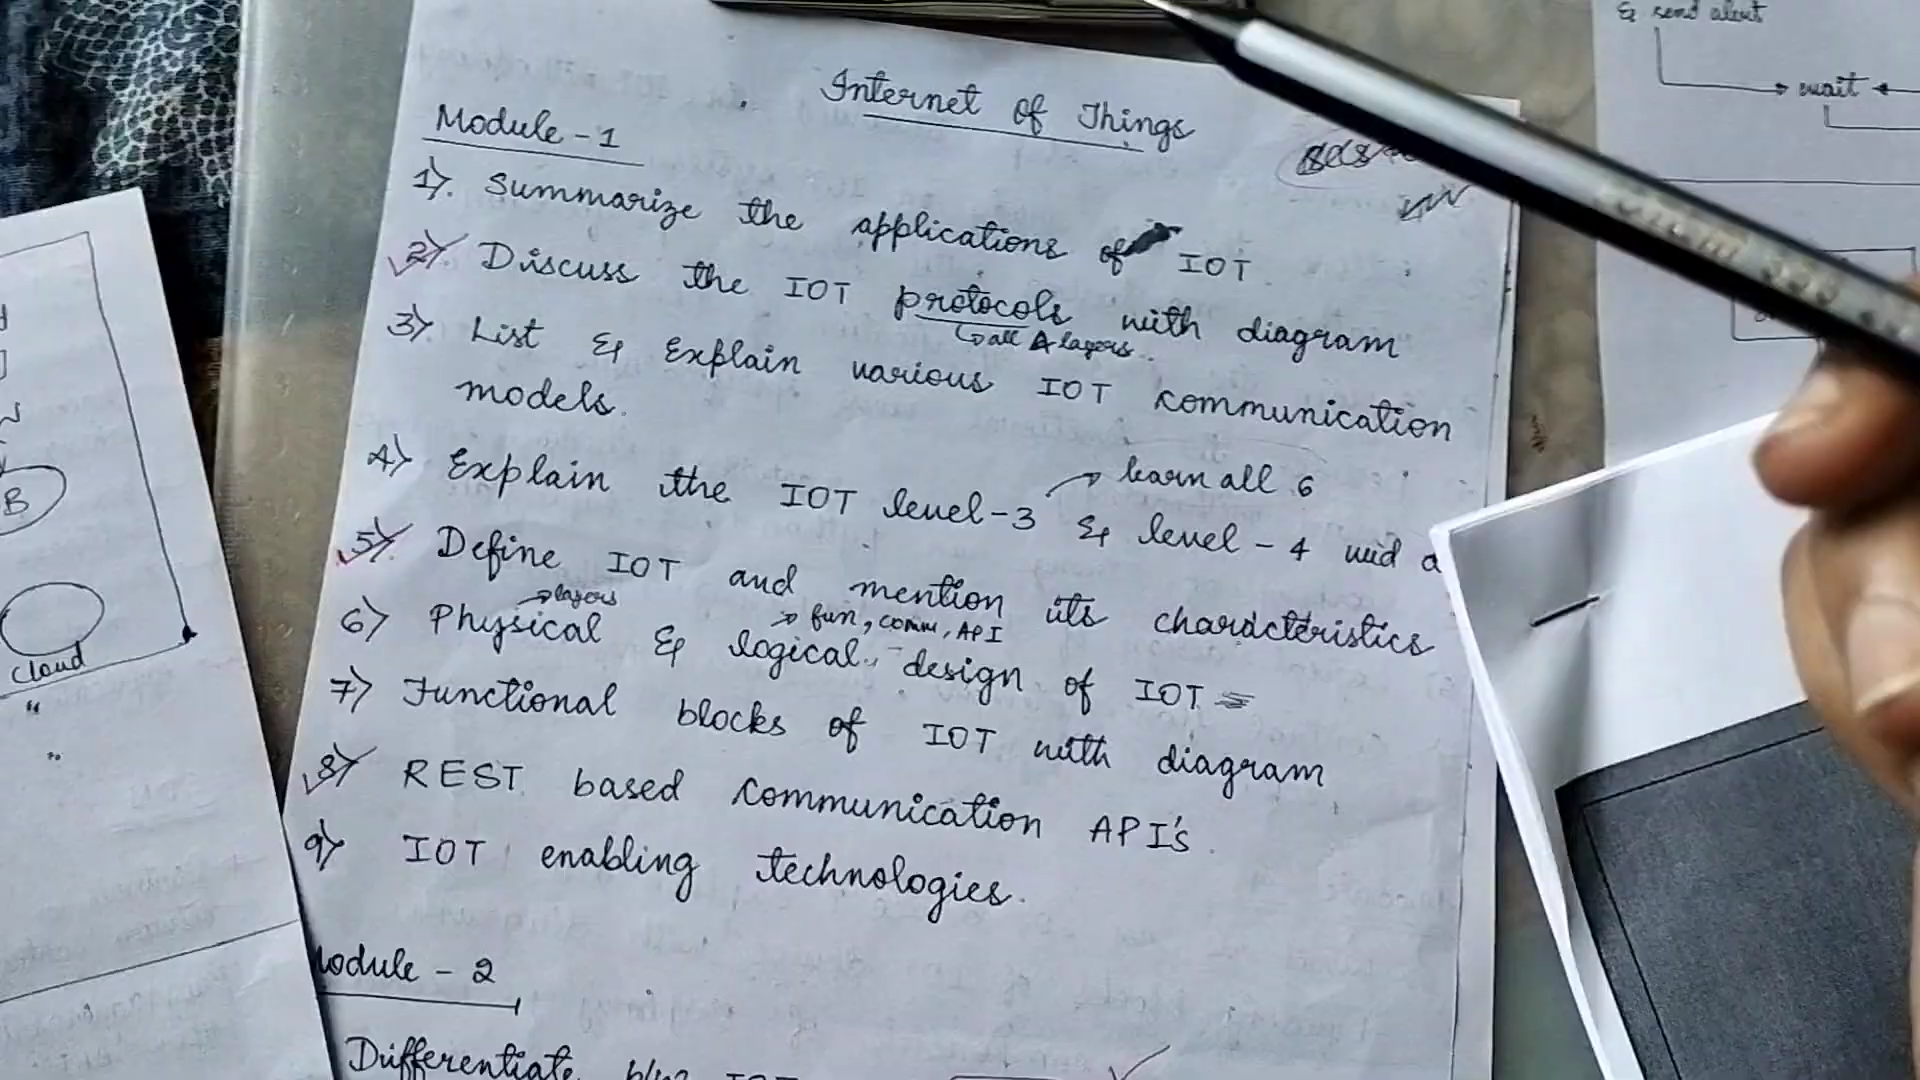 Internet of Things
Module - 1
1). Summarize the applications of IOT
2). Discuss the IOT protocols with diagram
↳ all 4 layers..
3). List & Explain various IOT communication
models.
→ learn all 6
4) Explain the IOT level-3 & level-4
5). Define IOT and mention its characteristics
→ layers
→ fun, comm, API
6) Physical & logical design of IOT
7) Functional blocks of IOT with diagram
8) REST based communication API's.
9) IOT enabling technologies.
Module - 2
Differentiate b/w IOT
& send alert
wait
B
cloud